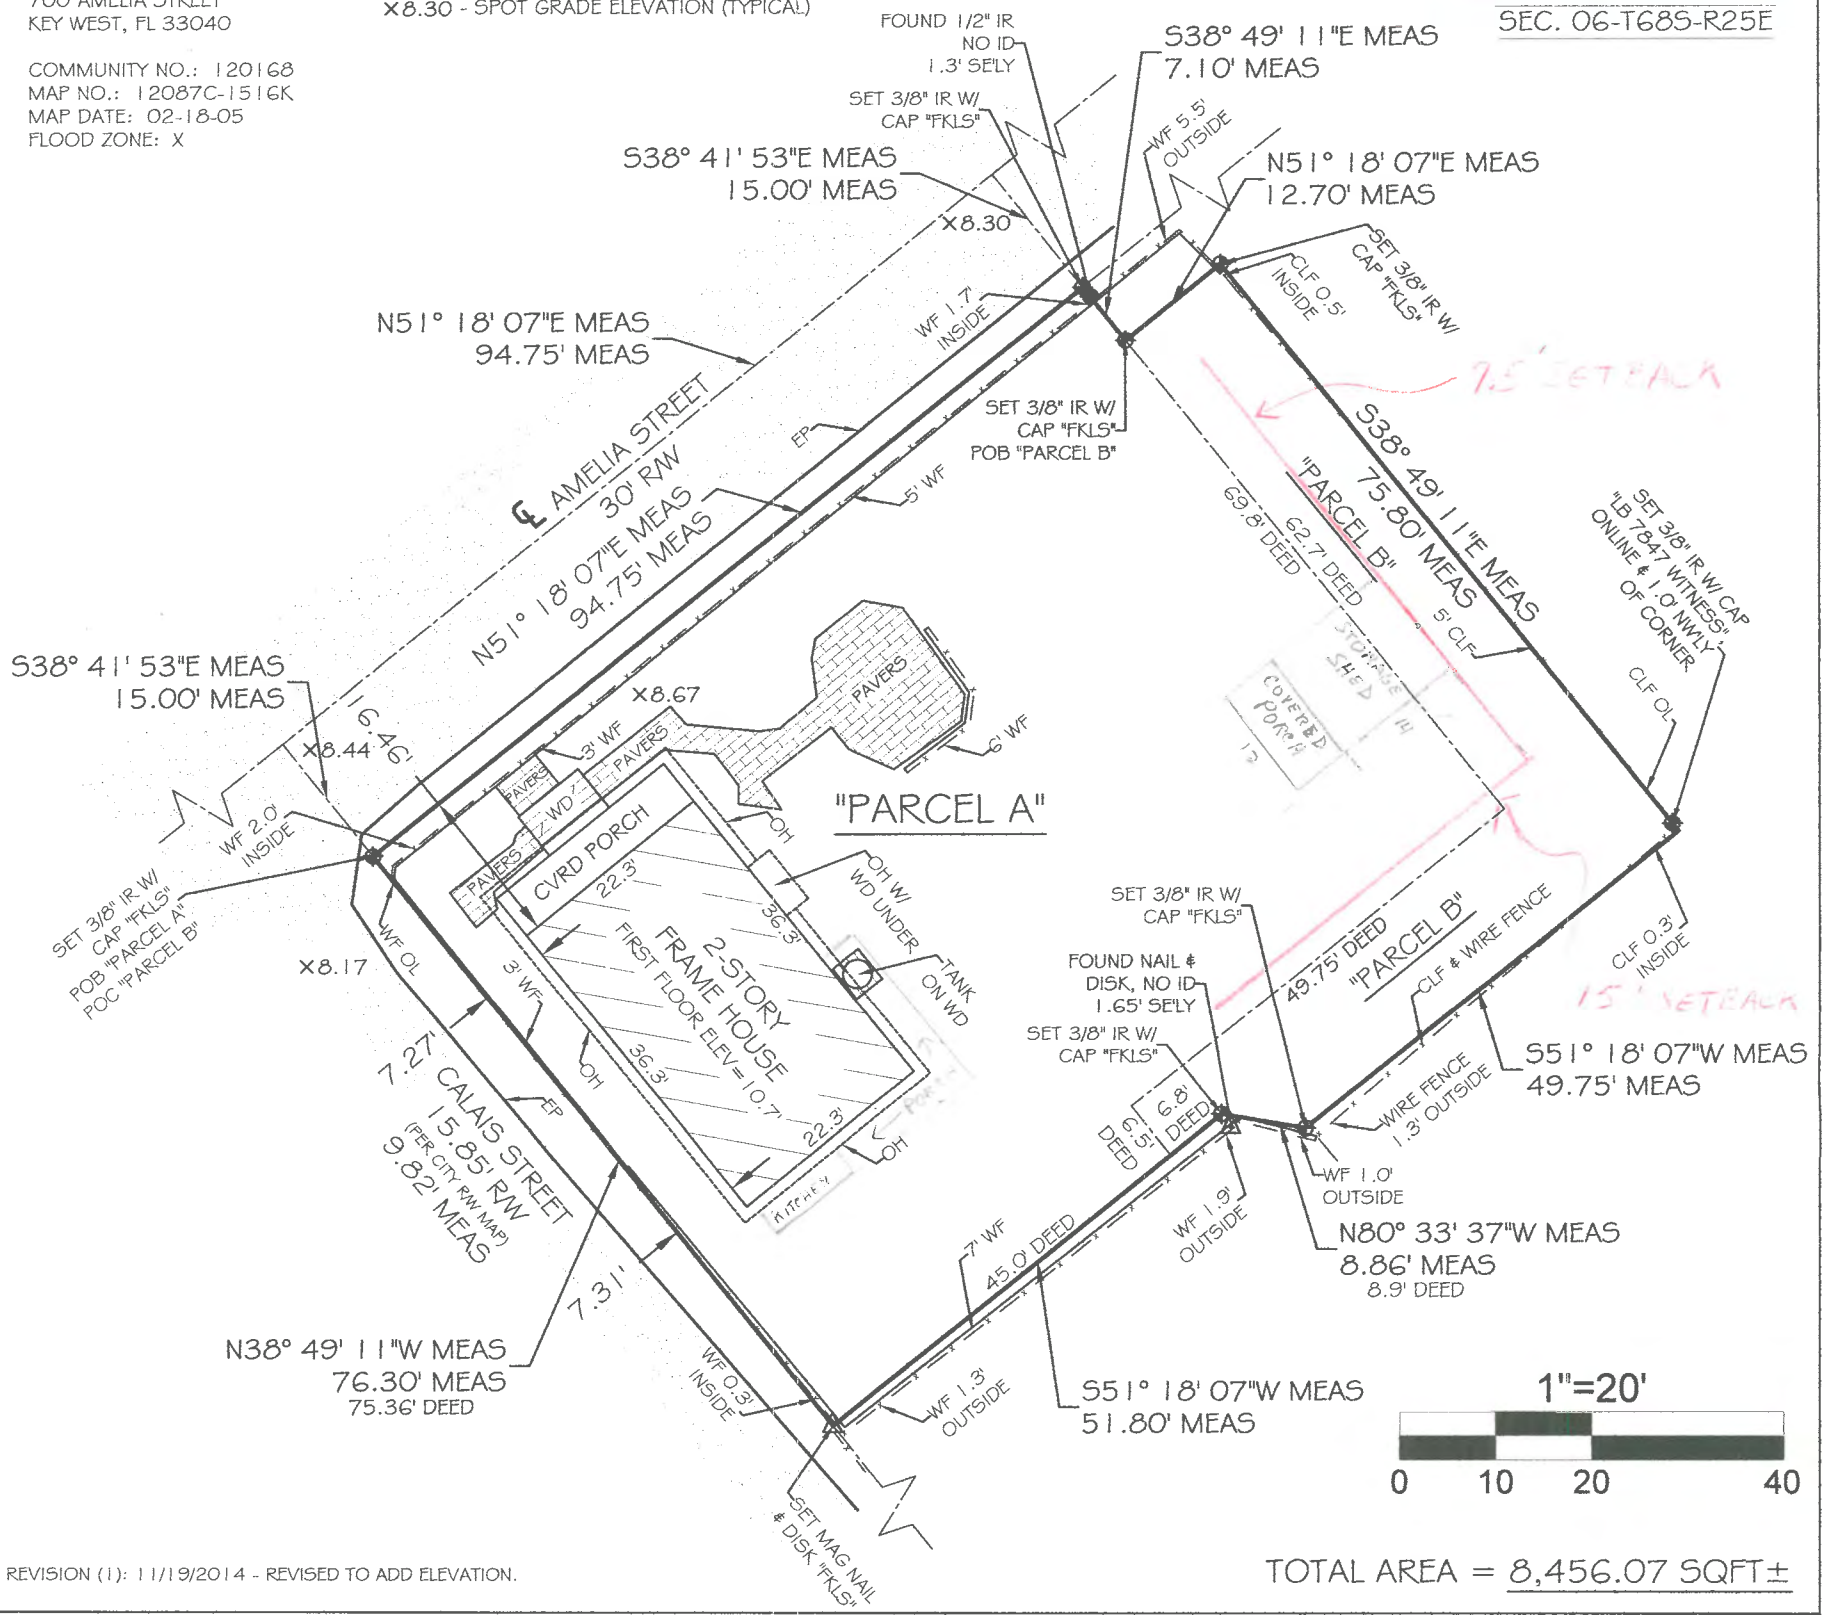 700 AMELIA STREET
KEY WEST, FL 33040
COMMUNITY NO.: 120168
MAP NO.: 12087C-1516K
MAP DATE: 02-18-05
FLOOD ZONE: X
X8.30 - SPOT GRADE ELEVATION (TYPICAL)
SEC. 06-T68S-R25E
FOUND 1/2" IR
NO ID
1.3' SE'LY
S38° 49' 11"E MEAS
7.10' MEAS
SET 3/8" IR W/
CAP "FKLS"
WF 5.5'
OUTSIDE
S38° 41' 53"E MEAS
15.00' MEAS
N51° 18' 07"E MEAS
12.70' MEAS
X8.30
SET 3/8" IR W/
CAP "FKLS"
CLF 0.5'
INSIDE
WF 1.7'
INSIDE
N51° 18' 07"E MEAS
94.75' MEAS
7.5' SETBACK
SET 3/8" IR W/
CAP "FKLS"
POB "PARCEL B"
EP
℄ AMELIA STREET
30' R/W
5' WF
N51° 18' 07"E MEAS
94.75' MEAS
S38° 49' 11"E MEAS
75.80' MEAS
"PARCEL B"
62.7' DEED
69.8' DEED
5' CLF
SET 3/8" IR W/ CAP
"LB 7847 WITNESS"
ONLINE & 1.0' NWLY
OF CORNER
CLF OL
STORAGE
SHED
14
COVERED
PORCH
12
S38° 41' 53"E MEAS
15.00' MEAS
16.46'
X8.44
X8.67
3' WF
PAVERS
PAVERS
6' WF
PAVERS
WD
PAVERS
"PARCEL A"
WF 2.0'
INSIDE
SET 3/8" IR W/
CAP "FKLS"
POB "PARCEL A"
POC "PARCEL B"
WF OL
X8.17
CVRD PORCH
22.3'
OH
OH W/
WD UNDER
36.3'
2-STORY
FRAME HOUSE
FIRST FLOOR ELEV= 10.7'
TANK
ON WD
3' WF
OH
36.3'
22.3'
PORCH
OH
KITCHEN
SET 3/8" IR W/
CAP "FKLS"
FOUND NAIL &
DISK, NO ID
1.65' SE'LY
SET 3/8" IR W/
CAP "FKLS"
49.75' DEED
"PARCEL B"
CLF & WIRE FENCE
CLF 0.3'
INSIDE
15' SETBACK
S51° 18' 07"W MEAS
49.75' MEAS
WIRE FENCE
1.3' OUTSIDE
6.8'
DEED
6.5'
DEED
WF 1.0'
OUTSIDE
WF 1.9'
OUTSIDE
N80° 33' 37"W MEAS
8.86' MEAS
8.9' DEED
7.27'
EP
CALAIS STREET
15.85' R/W
(PER CITY R/W MAP)
9.82' MEAS
7.31'
7' WF
45.0' DEED
N38° 49' 11"W MEAS
76.30' MEAS
75.36' DEED
WF 0.3'
INSIDE
WF 1.3'
OUTSIDE
S51° 18' 07"W MEAS
51.80' MEAS
SET MAG NAIL
& DISK "FKLS"
1"=20'
0 10 20 40
REVISION (1): 11/19/2014 - REVISED TO ADD ELEVATION.
TOTAL AREA = 8,456.07 SQFT±